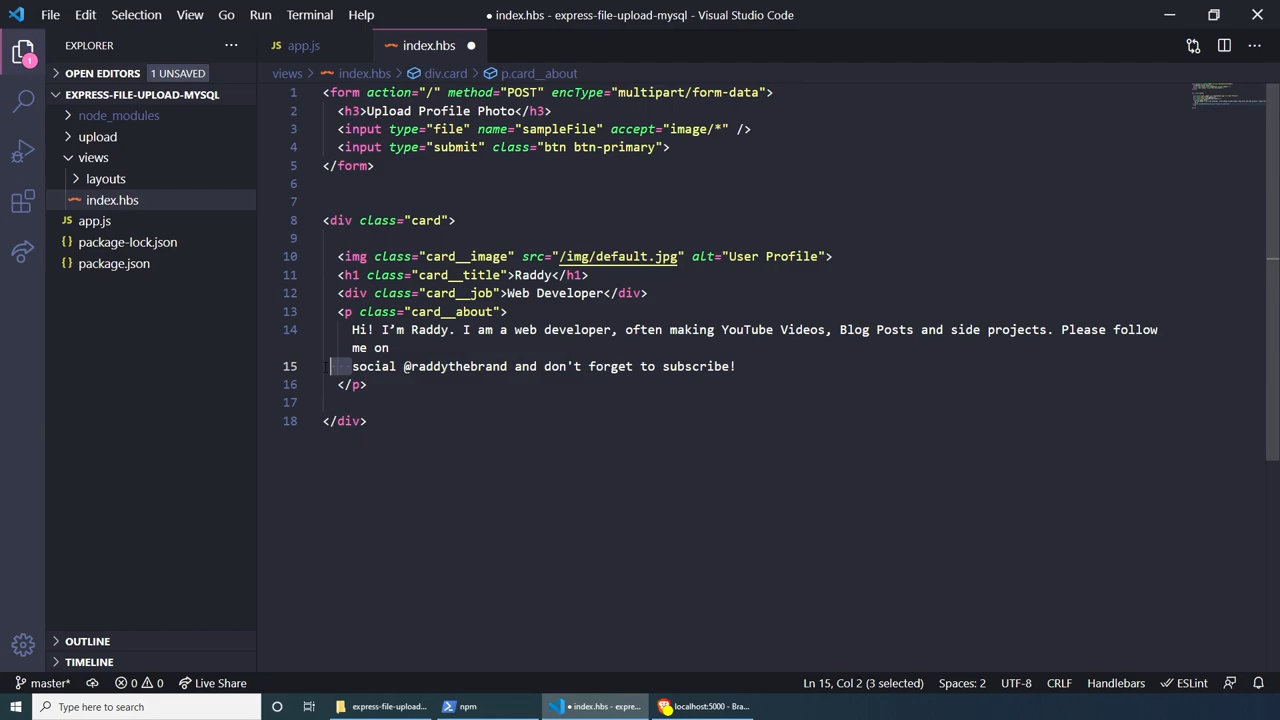 File Edit Selection View Go Run Terminal Help
● index.hbs - express-file-upload-mysql - Visual Studio Code
EXPLORER
OPEN EDITORS 1 UNSAVED
EXPRESS-FILE-UPLOAD-MYSQL
node_modules
upload
views
layouts
index.hbs
JS app.js
{} package-lock.json
{} package.json
OUTLINE
TIMELINE
1
JS app.js
index.hbs ●
views > index.hbs > div.card > p.card__about
1 <form action="/" method="POST" encType="multipart/form-data">
2 <h3>Upload Profile Photo</h3>
3 <input type="file" name="sampleFile" accept="image/*" />
4 <input type="submit" class="btn btn-primary">
5 </form>
6
7
8 <div class="card">
9
10 <img class="card__image" src="/img/default.jpg" alt="User Profile">
11 <h1 class="card__title">Raddy</h1>
12 <div class="card__job">Web Developer</div>
13 <p class="card__about">
14 Hi! I’m Raddy. I am a web developer, often making YouTube Videos, Blog Posts and side projects. Please follow
me on
15 social @raddythebrand and don't forget to subscribe!
16 </p>
17
18 </div>
master* 0 0 Live Share
Ln 15, Col 2 (3 selected) Spaces: 2 UTF-8 CRLF Handlebars ESLint
Type here to search
express-file-upload...
npm
● index.hbs - expre...
localhost:5000 - Bra...